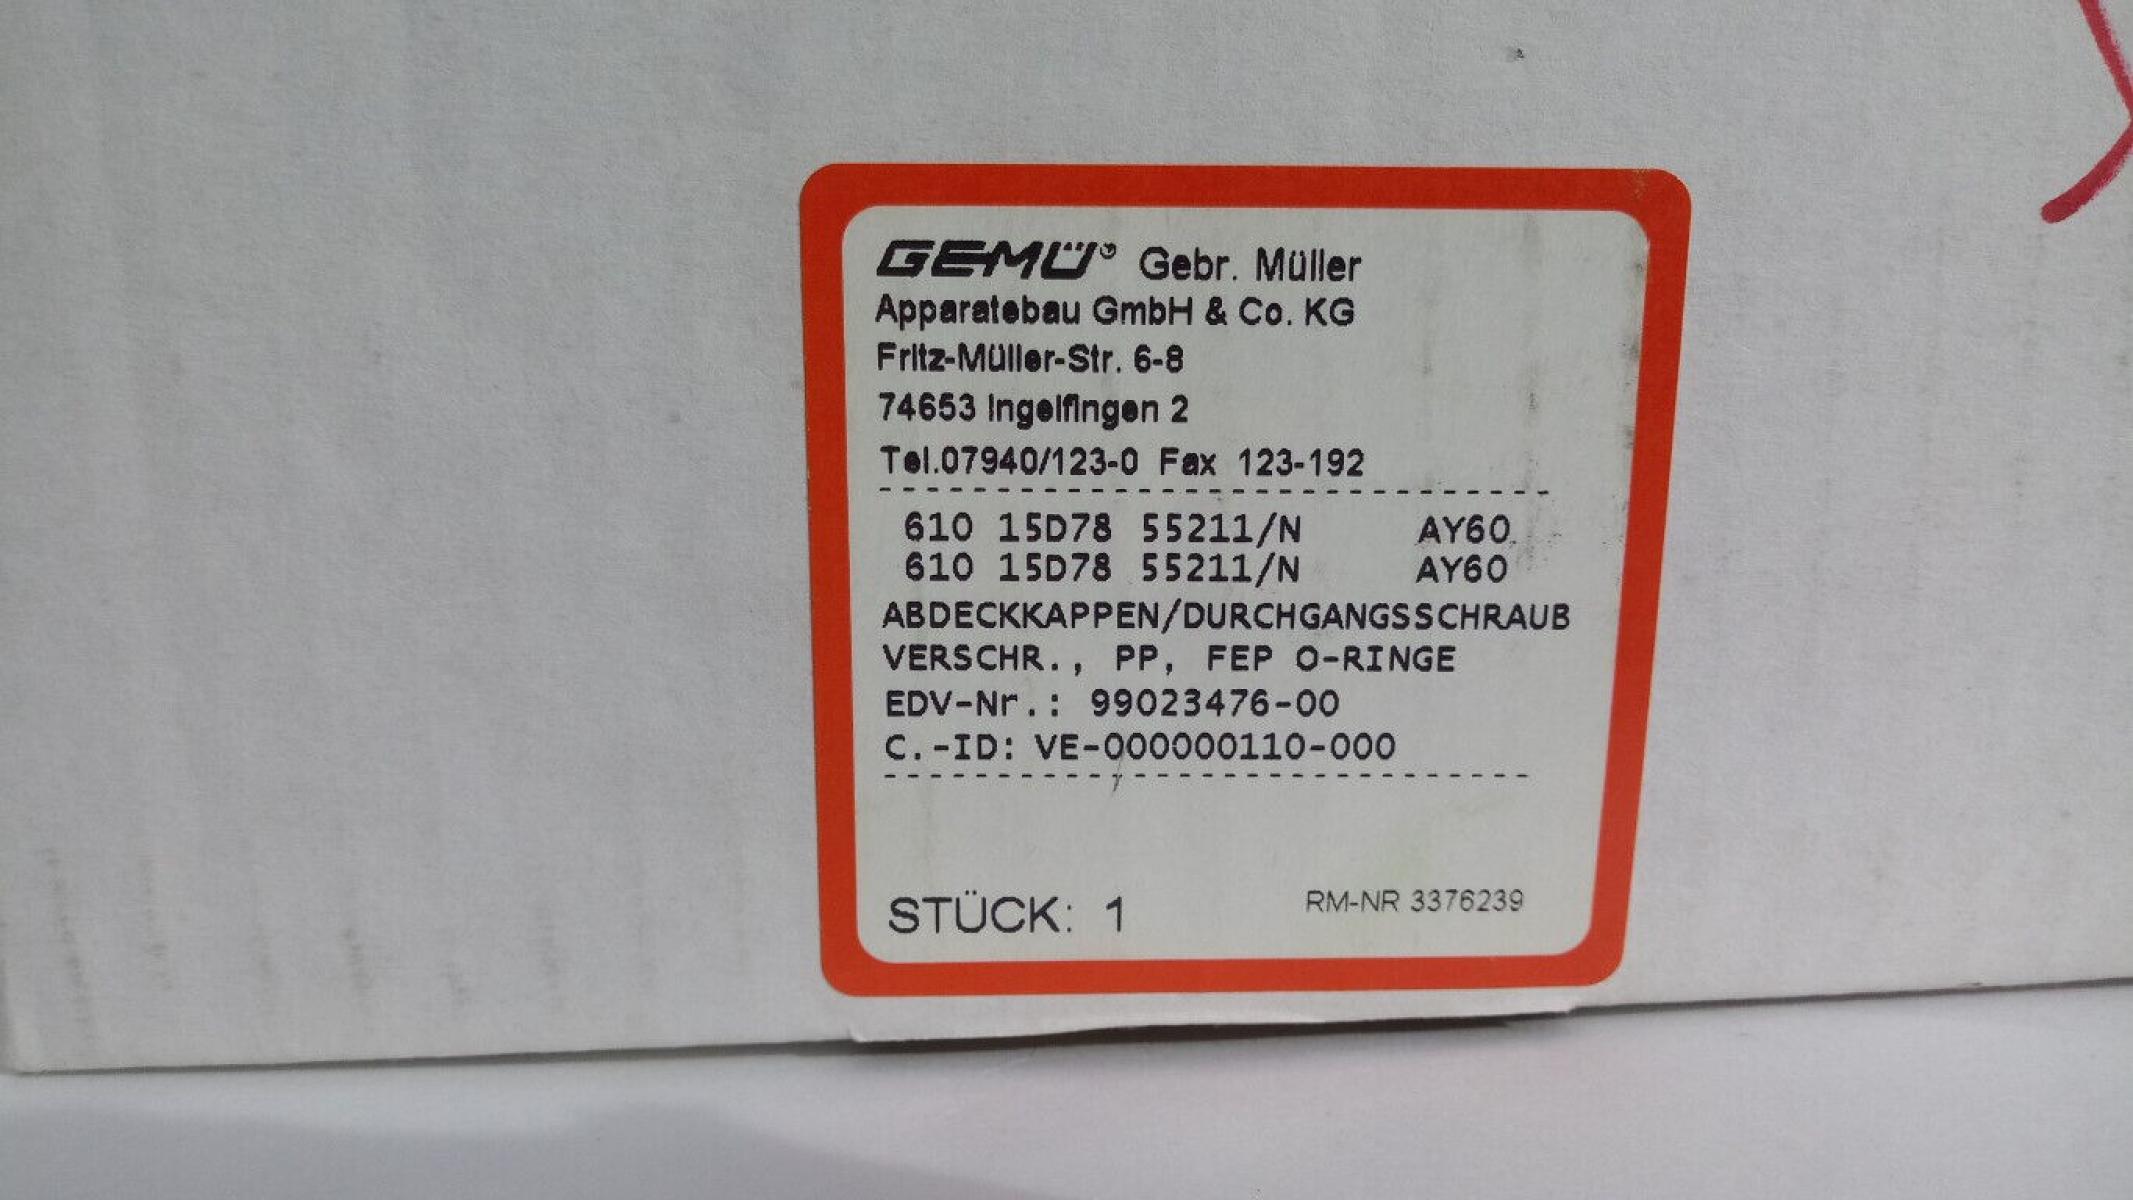 GEMÜ® Gebr. Müller
Apparatebau GmbH & Co. KG
Fritz-Müller-Str. 6-8
74653 Ingelfingen 2
Tel.07940/123-0 Fax 123-192
610 15D78 55211/N AY60
610 15D78 55211/N AY60
ABDECKKAPPEN/DURCHGANGSSCHRAUB
VERSCHR., PP, FEP O-RINGE
EDV-Nr.: 99023476-00
C.-ID: VE-000000110-000
STÜCK: 1
RM-NR 3376239